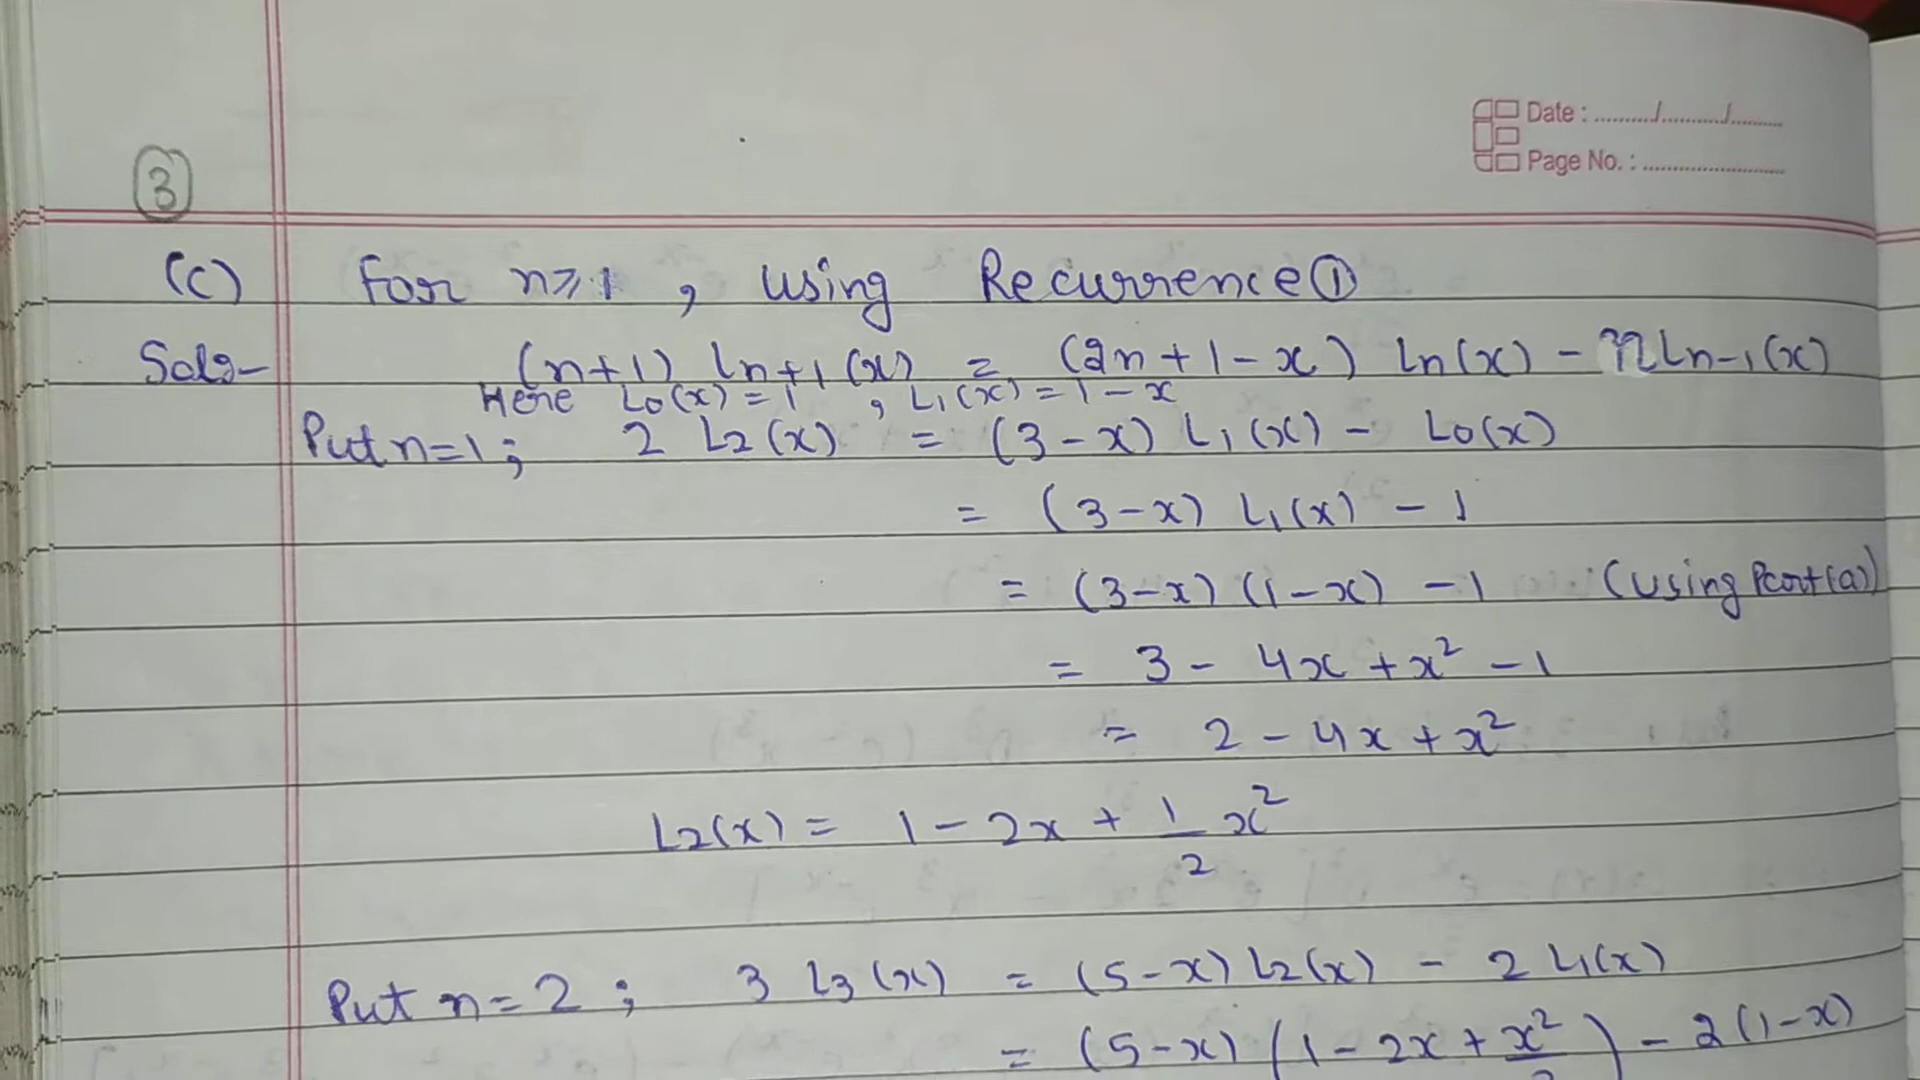 Date : ........../.........../.........
Page No. : ........................
3
(c) For n≥1, using Recurrence ①
Sol:- (n+1) Ln+1(x) = (2n+1-x) Ln(x) - nLn-1(x)
Here L0(x) = 1, L1(x) = 1-x
Put n=1; 2 L2(x) = (3-x) L1(x) - L0(x)
= (3-x) L1(x) - 1
= (3-x) (1-x) - 1 (using Part(a))
= 3 - 4x + x² - 1
= 2 - 4x + x²
L2(x) = 1 - 2x + 1/2 x²
Put n=2; 3 L3(x) = (5-x) L2(x) - 2 L1(x)
= (5-x) (1 - 2x + x²/2) - 2(1-x)